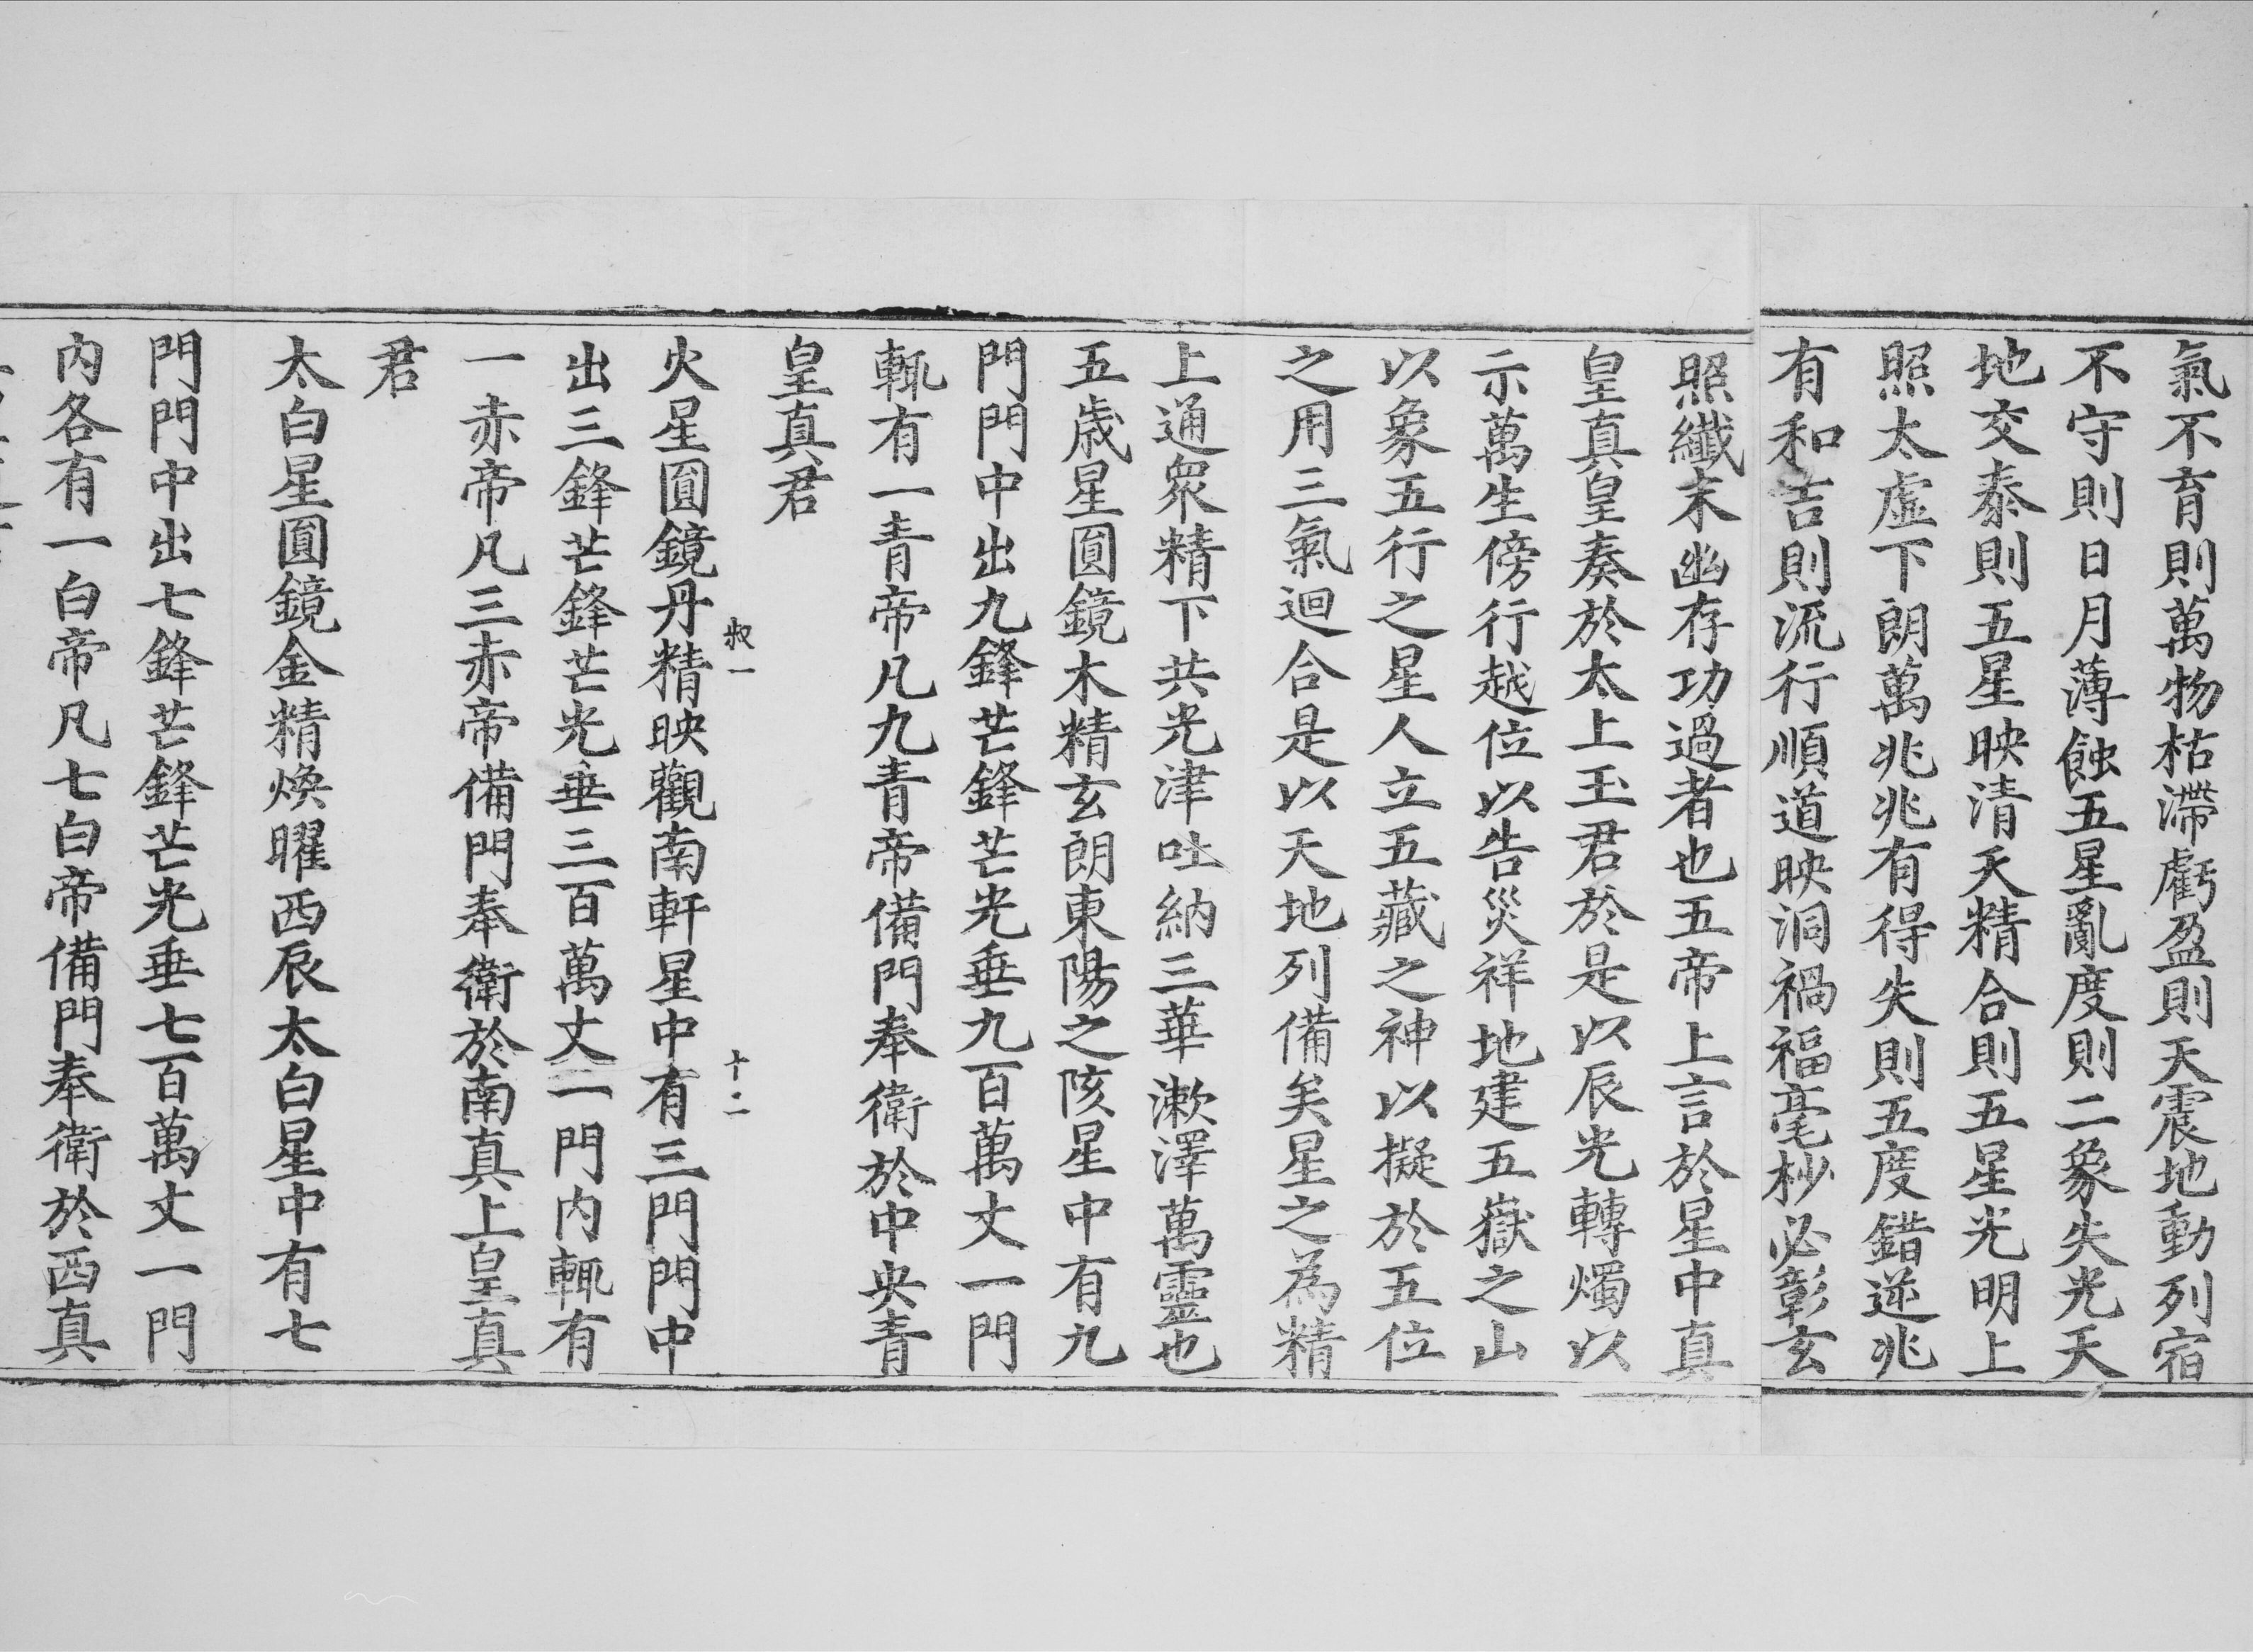 氣不育則萬物枯滯虧盈則天震地動列宿
不守則日月薄蝕五星亂度則二象失光天
地交泰則五星映清天精合則五星光明上
照太虛下朗萬兆兆有得失則五度錯逆兆
有和吉則流行順道映洞禍福毫杪必彰玄
照纖末幽存功過者也五帝上言於星中真
皇真皇奏於太上玉君於是以辰光轉燭以
示萬生傍行越位以告災祥地建五嶽之山
以象五行之星人立五藏之神以擬於五位
之用三氣迴合是以天地列備矣星之為精
上通衆精下共光津吐納三華漱澤萬靈也
五歲星圓鏡木精玄朗東陽之陔星中有九
門門中出九鋒芒鋒芒光垂九百萬丈一門
輒有一青帝凡九青帝備門奉衛於中央青
皇真君
叔一 十二
火星圓鏡丹精映觀南軒星中有三門門中
出三鋒芒鋒芒光垂三百萬丈一門内輒有
一赤帝凡三赤帝備門奉衛於南真上皇真
君
太白星圓鏡金精煥曜西辰太白星中有七
門門中出七鋒芒鋒芒光垂七百萬丈一門
内各有一白帝凡七白帝備門奉衛於西真